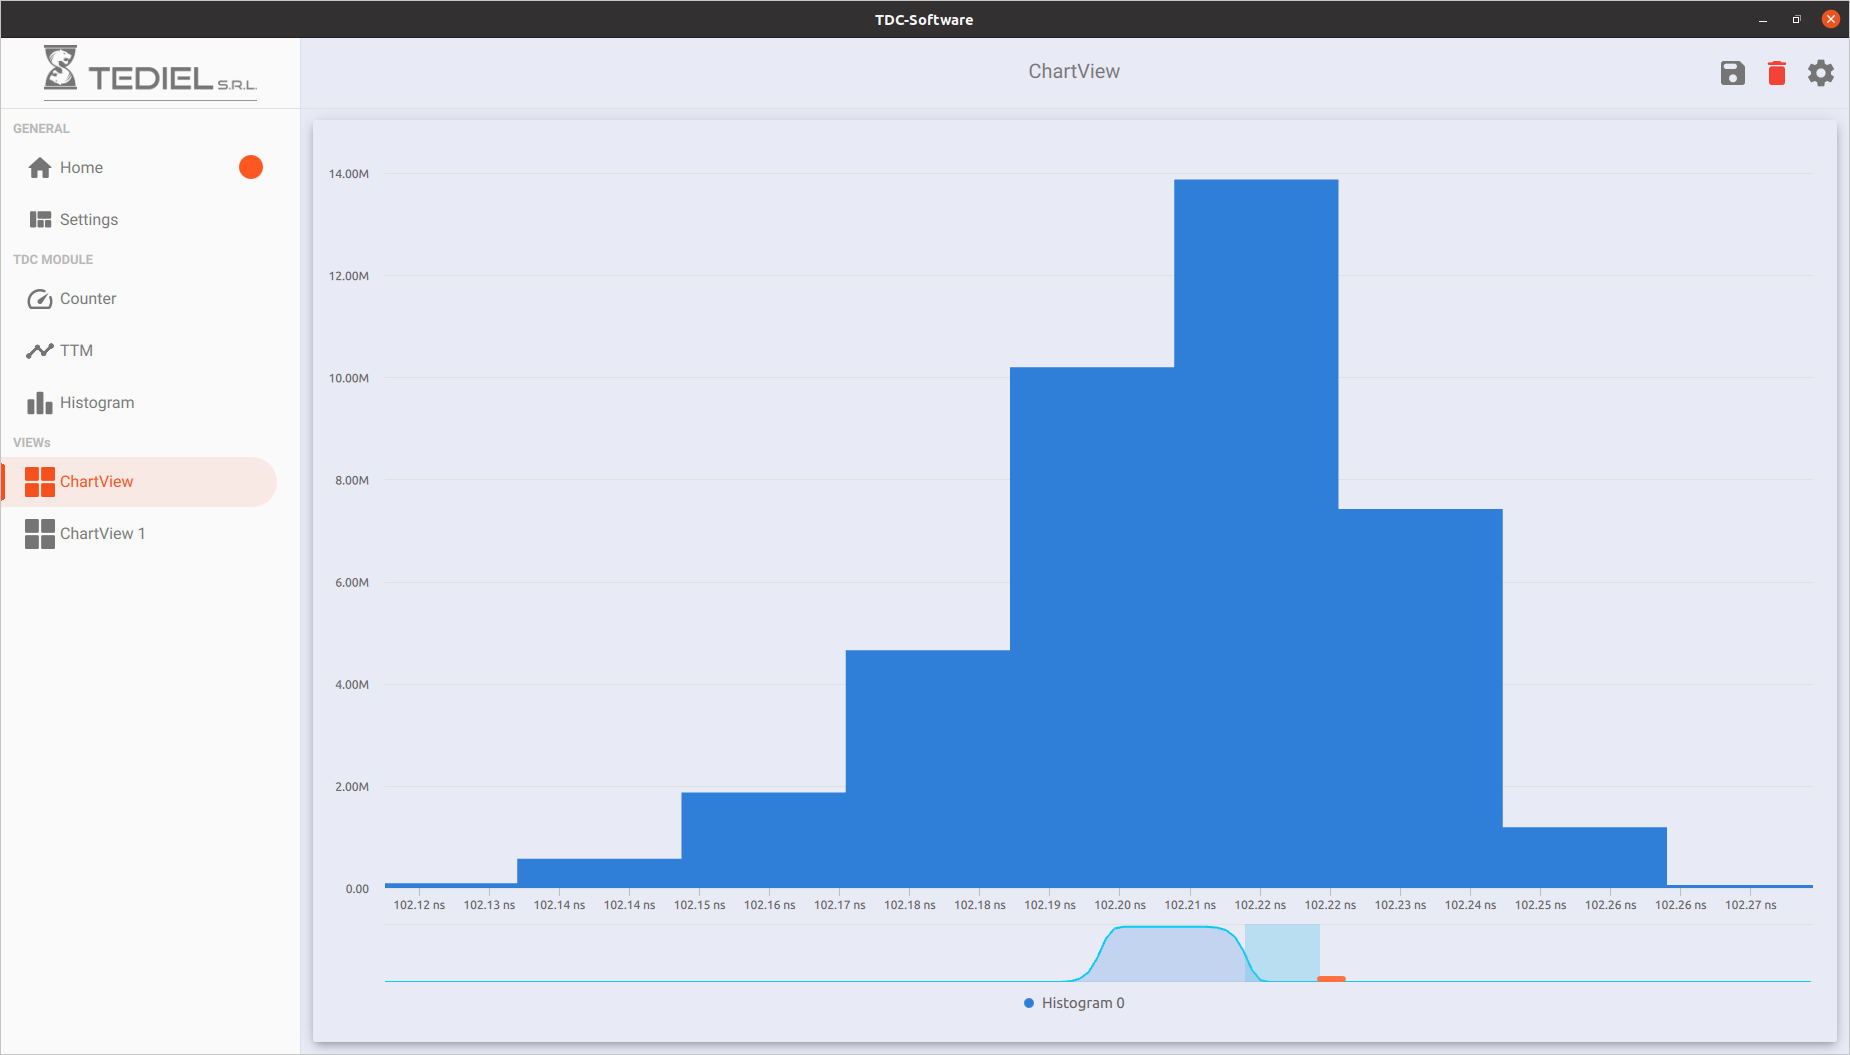 TDC-Software
TEDIEL S.R.L.
ChartView
GENERAL
Home
Settings
TDC MODULE
Counter
TTM
Histogram
VIEWs
ChartView
ChartView 1
14.00M
12.00M
10.00M
8.00M
6.00M
4.00M
2.00M
0.00
102.12 ns 102.13 ns 102.14 ns 102.14 ns 102.15 ns 102.16 ns 102.17 ns 102.18 ns 102.18 ns 102.19 ns 102.20 ns 102.21 ns 102.22 ns 102.22 ns 102.23 ns 102.24 ns 102.25 ns 102.26 ns 102.26 ns 102.27 ns
Histogram 0